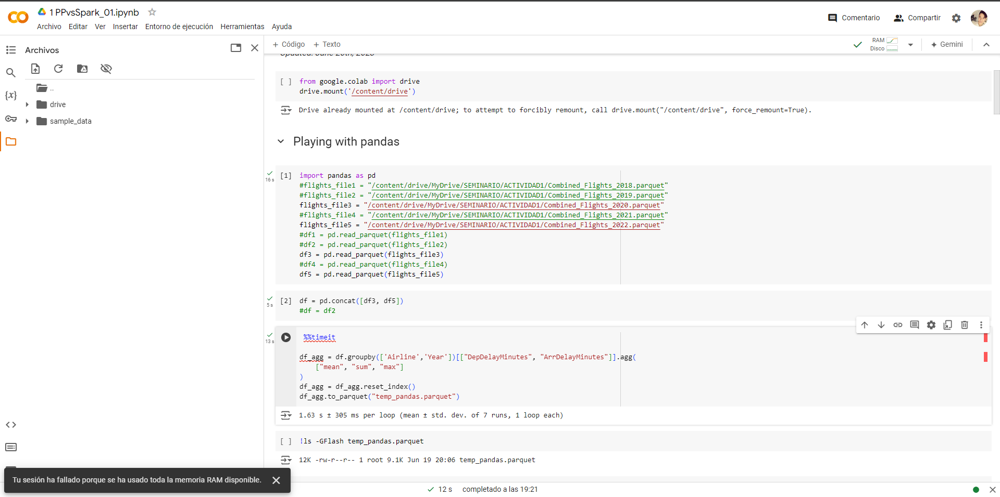 1 PPvsSpark_01.ipynb
Archivo Editar Ver Insertar Entorno de ejecución Herramientas Ayuda
Comentario
Compartir
Archivos
..
drive
sample_data
+ Código + Texto
RAM
Disco
Gemini
Updated: June 20th, 2023
[ ] from google.colab import drive
drive.mount('/content/drive')
Drive already mounted at /content/drive; to attempt to forcibly remount, call drive.mount("/content/drive", force_remount=True).
Playing with pandas
16 s
[1] import pandas as pd
#flights_file1 = "/content/drive/MyDrive/SEMINARIO/ACTIVIDAD1/Combined_Flights_2018.parquet"
#flights_file2 = "/content/drive/MyDrive/SEMINARIO/ACTIVIDAD1/Combined_Flights_2019.parquet"
flights_file3 = "/content/drive/MyDrive/SEMINARIO/ACTIVIDAD1/Combined_Flights_2020.parquet"
#flights_file4 = "/content/drive/MyDrive/SEMINARIO/ACTIVIDAD1/Combined_Flights_2021.parquet"
flights_file5 = "/content/drive/MyDrive/SEMINARIO/ACTIVIDAD1/Combined_Flights_2022.parquet"
#df1 = pd.read_parquet(flights_file1)
#df2 = pd.read_parquet(flights_file2)
df3 = pd.read_parquet(flights_file3)
#df4 = pd.read_parquet(flights_file4)
df5 = pd.read_parquet(flights_file5)
5 s
[2] df = pd.concat([df3, df5])
#df = df2
13 s
%%timeit
df_agg = df.groupby(['Airline','Year'])[["DepDelayMinutes", "ArrDelayMinutes"]].agg(
["mean", "sum", "max"]
)
df_agg = df_agg.reset_index()
df_agg.to_parquet("temp_pandas.parquet")
1.63 s ± 305 ms per loop (mean ± std. dev. of 7 runs, 1 loop each)
[ ] !ls -GFlash temp_pandas.parquet
12K -rw-r--r-- 1 root 9.1K Jun 19 20:06 temp_pandas.parquet
Tu sesión ha fallado porque se ha usado toda la memoria RAM disponible.
12 s completado a las 19:21